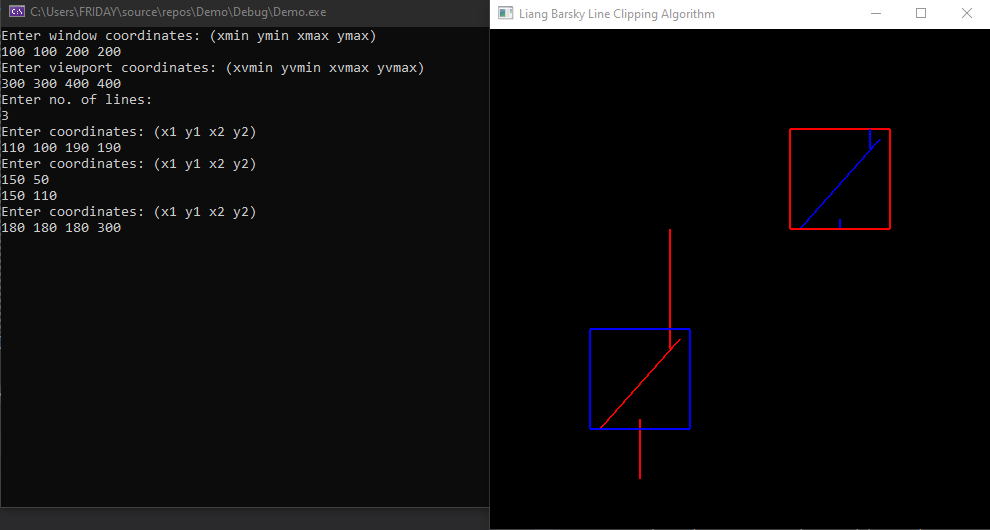 C:\Users\FRIDAY\source\repos\Demo\Debug\Demo.exe
Enter window coordinates: (xmin ymin xmax ymax)
100 100 200 200
Enter viewport coordinates: (xvmin yvmin xvmax yvmax)
300 300 400 400
Enter no. of lines:
3
Enter coordinates: (x1 y1 x2 y2)
110 100 190 190
Enter coordinates: (x1 y1 x2 y2)
150 50
150 110
Enter coordinates: (x1 y1 x2 y2)
180 180 180 300
Liang Barsky Line Clipping Algorithm